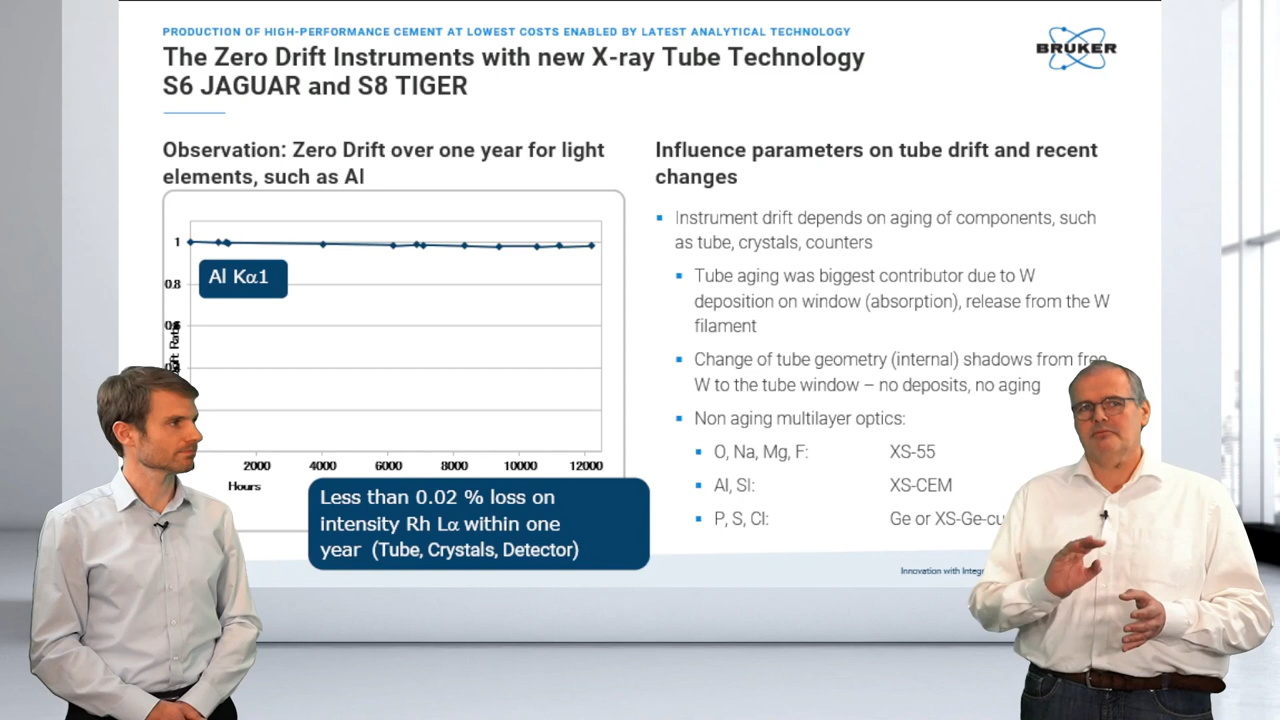 PRODUCTION OF HIGH-PERFORMANCE CEMENT AT LOWEST COSTS ENABLED BY LATEST ANALYTICAL TECHNOLOGY
The Zero Drift Instruments with new X-ray Tube Technology
S6 JAGUAR and S8 TIGER
BRUKER
Observation: Zero Drift over one year for light
elements, such as Al
1
Al Kα1
0.8
2000 4000 6000 8000 10000 12000
Hours
Less than 0.02 % loss on
intensity Rh Lα within one
year (Tube, Crystals, Detector)
Influence parameters on tube drift and recent
changes
Instrument drift depends on aging of components, such
as tube, crystals, counters
Tube aging was biggest contributor due to W
deposition on window (absorption), release from the W
filament
Change of tube geometry (internal) shadows from free
W to the tube window – no deposits, no aging
Non aging multilayer optics:
O, Na, Mg, F: XS-55
Al, SI: XS-CEM
P, S, Cl: Ge or XS-Ge-cu
Innovation with Integ